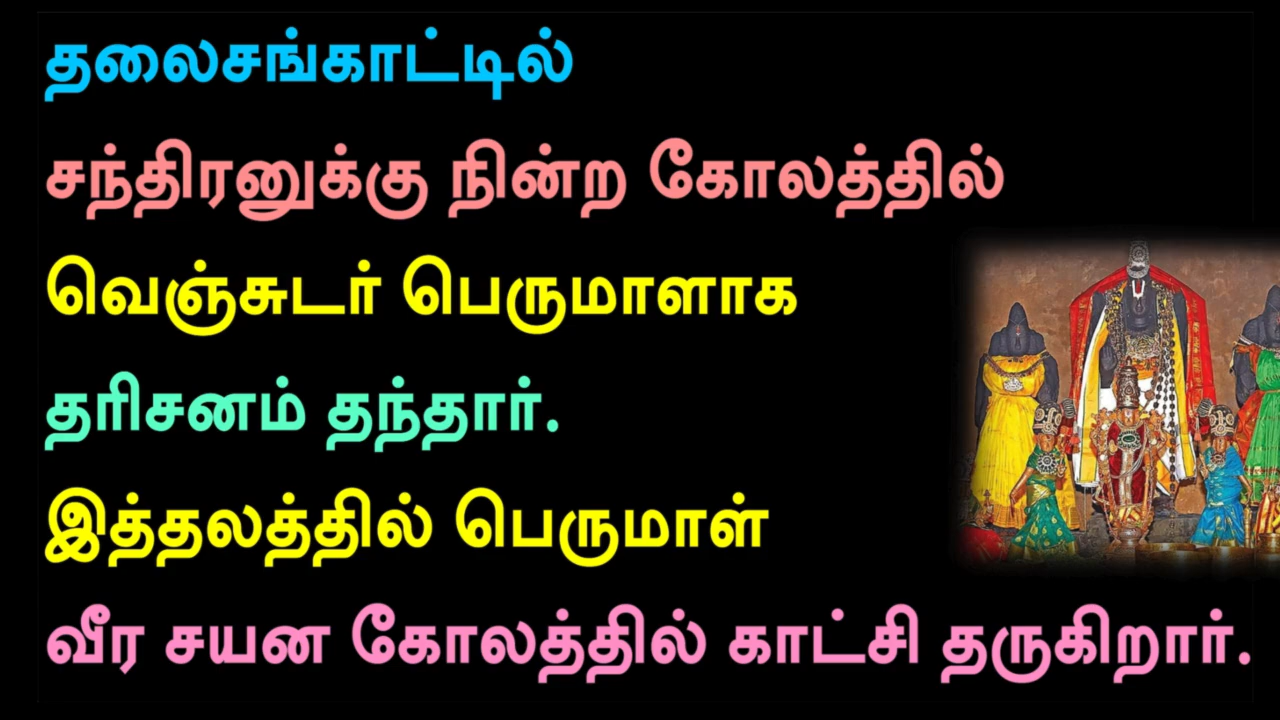 தலைசங்காட்டில்
சந்திரனுக்கு நின்ற கோலத்தில்
வெஞ்சுடர் பெருமாளாக
தரிசனம் தந்தார்.
இத்தலத்தில் பெருமாள்
வீர சயன கோலத்தில் காட்சி தருகிறார்.